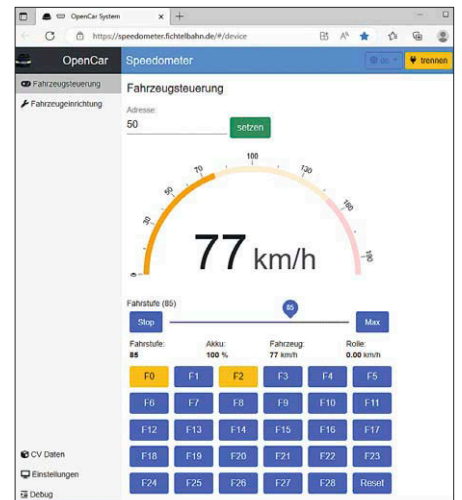 OpenCar System
https://speedometer.fichtelbahn.de/#/device
OpenCar Speedometer trennen
Fahrzeugsteuerung
Fahrzeugeinrichtung
Fahrzeugsteuerung
Adresse:
50 setzen
0 30 50 70 100 130 160 190
77 km/h
Fahrstufe (85)
85
Stop Max
Fahrstufe: Akku: Fahrzeug: Rolle:
85 100 % 77 km/h 0.00 km/h
F0 F1 F2 F3 F4 F5
F6 F7 F8 F9 F10 F11
F12 F13 F14 F15 F16 F17
F18 F19 F20 F21 F22 F23
F24 F25 F26 F27 F28 Reset
CV Daten
Einstellungen
Debug